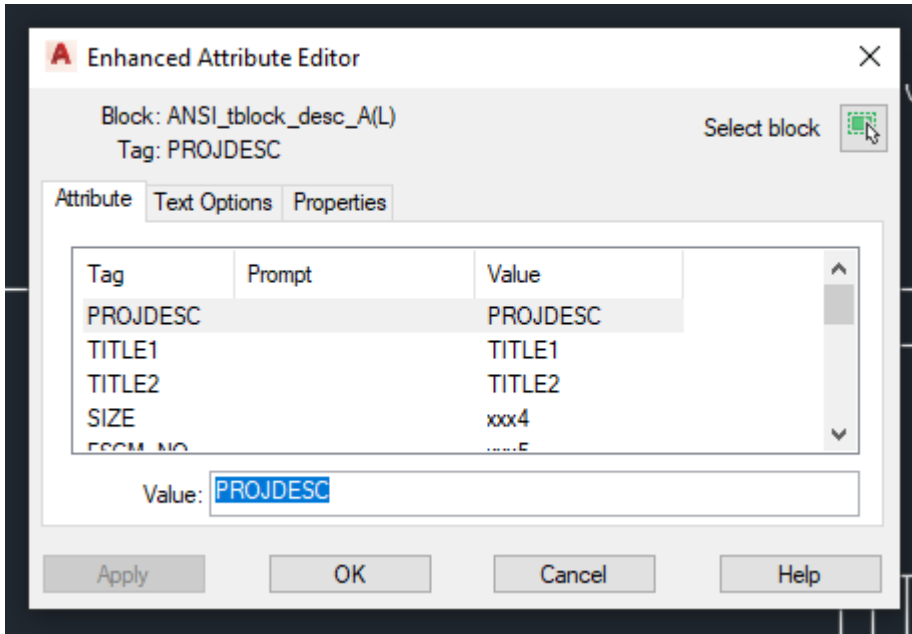 Enhanced Attribute Editor
Block: ANSI_tblock_desc_A(L)
Select block
Tag: PROJDESC
Attribute Text Options Properties
Tag Prompt Value
PROJDESC PROJDESC
TITLE1 TITLE1
TITLE2 TITLE2
SIZE xxx4
Value: PROJDESC
Apply OK Cancel Help